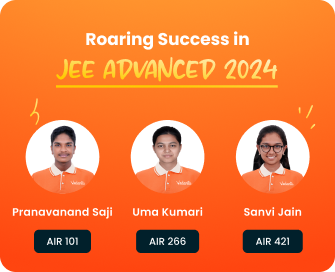 Roaring Success in
JEE ADVANCED 2024
Pranavanand Saji
Uma Kumari
Sanvi Jain
AIR 101
AIR 266
AIR 421